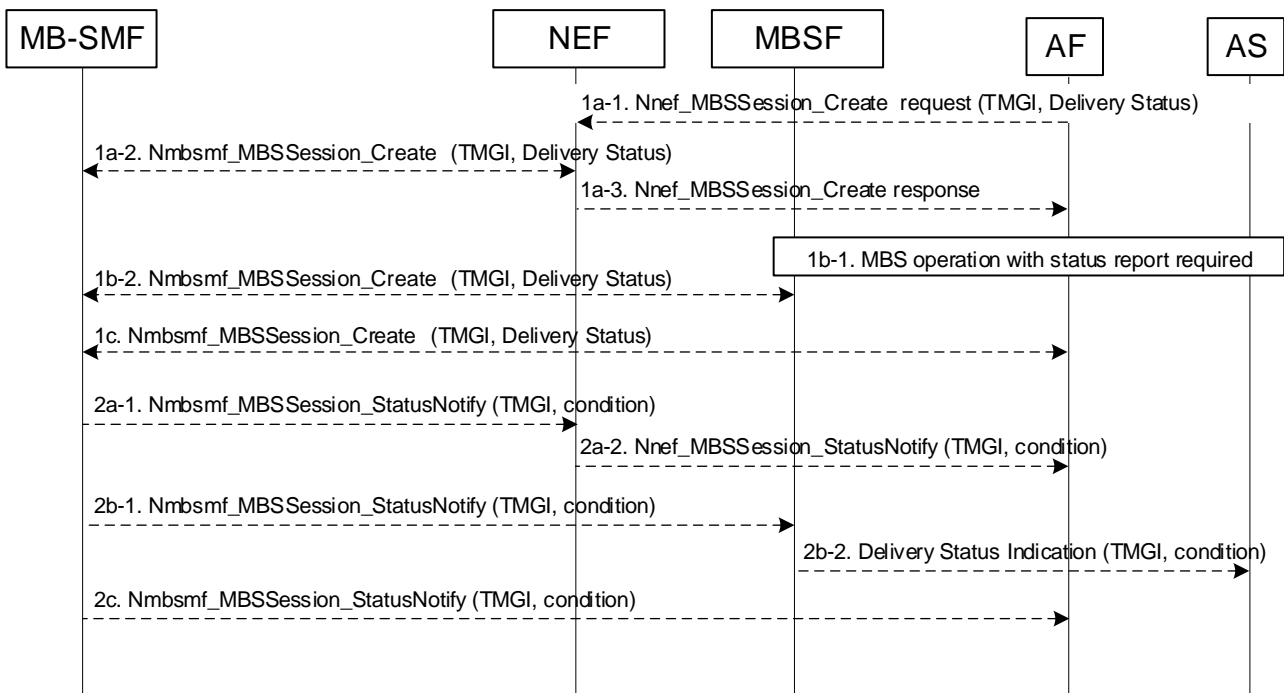 MB-SMF
NEF
MBSF
AF
AS
1a-1. Nnef_MBSSession_Create request (TMGI, Delivery Status)
1a-2. Nmbsmf_MBSSession_Create (TMGI, Delivery Status)
1a-3. Nnef_MBSSession_Create response
1b-1. MBS operation with status report required
1b-2. Nmbsmf_MBSSession_Create (TMGI, Delivery Status)
1c. Nmbsmf_MBSSession_Create (TMGI, Delivery Status)
2a-1. Nmbsmf_MBSSession_StatusNotify (TMGI, condition)
2a-2. Nnef_MBSSession_StatusNotify (TMGI, condition)
2b-1. Nmbsmf_MBSSession_StatusNotify (TMGI, condition)
2b-2. Delivery Status Indication (TMGI, condition)
2c. Nmbsmf_MBSSession_StatusNotify (TMGI, condition)